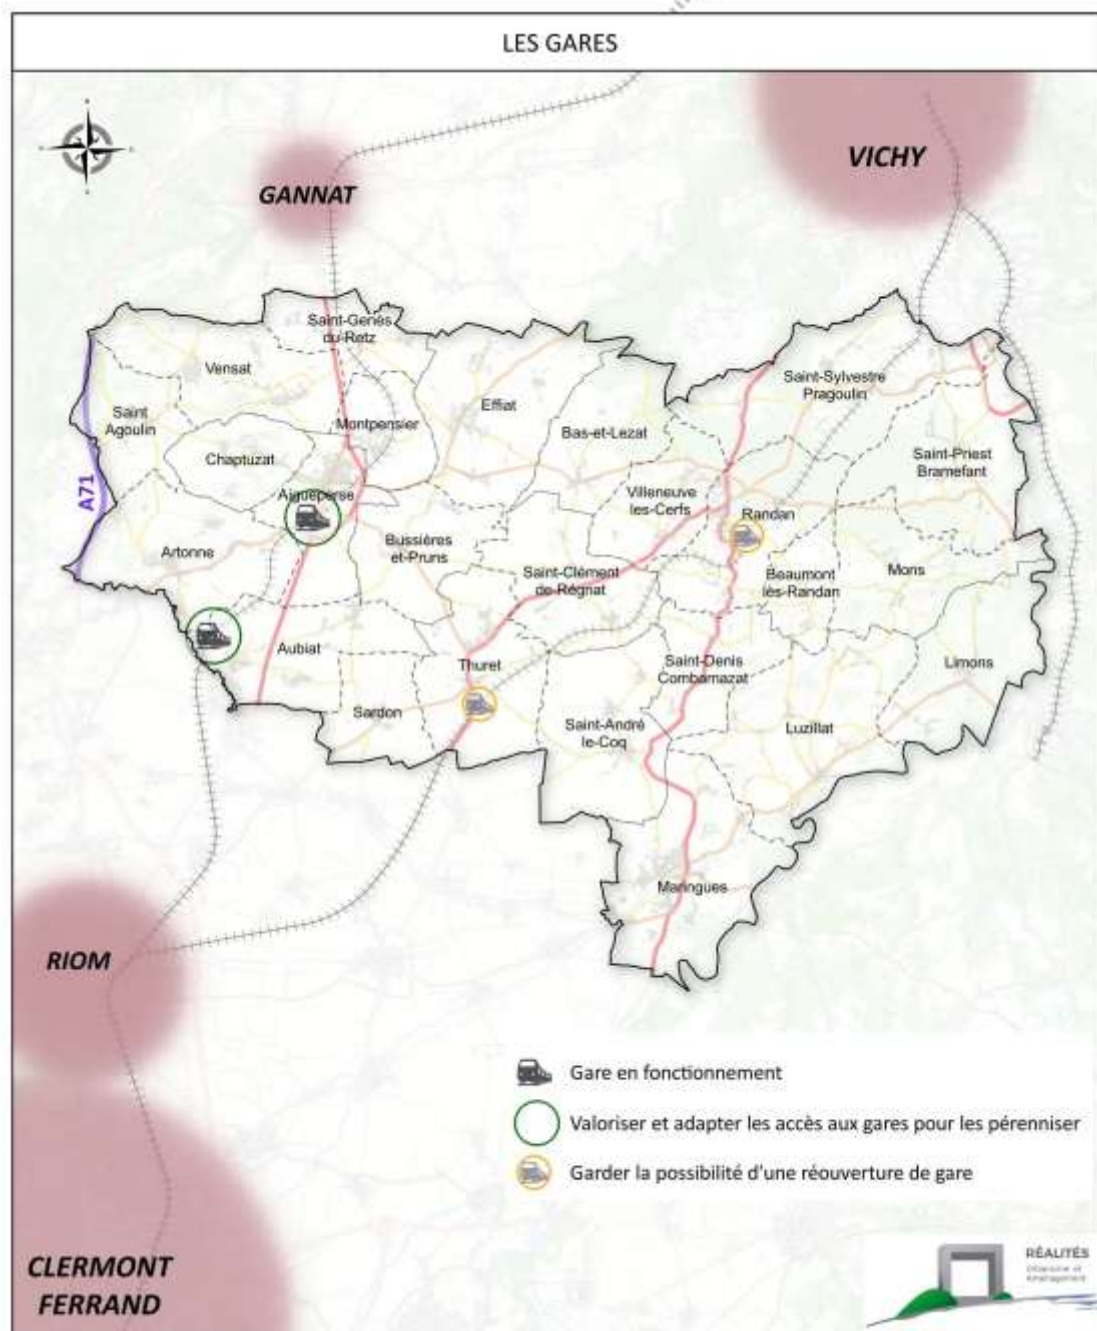 LES GARES
VICHY
GANNAT
Saint-Genès
du-Retz
Vensat
Saint-Sylvestre
Pragoulin
Saint
Agoulin
Effiat
Montpensier
Bas-et-Lezat
Chaptuzat
Saint-Priest
Bramefant
A71
Aigueperse
Villeneuve
les-Cerfs
Randan
Artonne
Bussières
et-Pruns
Saint-Clément
de-Régnat
Beaumont
lès-Randan
Mons
Aubiat
Thuret
Saint-Denis
Combarnazat
Limons
Sardon
Saint-André
le-Coq
Luzillat
Maringues
RIOM
Gare en fonctionnement
Valoriser et adapter les accès aux gares pour les pérenniser
Garder la possibilité d'une réouverture de gare
CLERMONT
FERRAND
RÉALITÉS
Urbanisme et
Aménagement